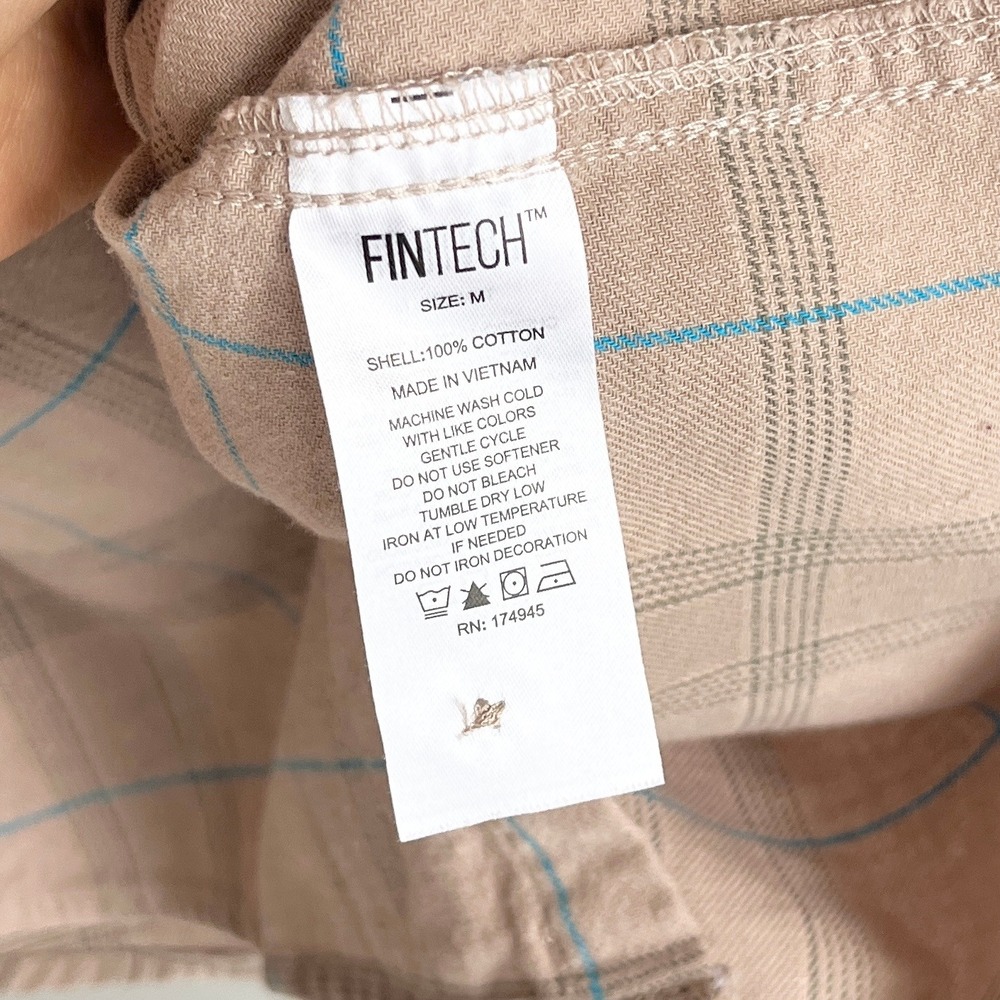 FINTECH™
SIZE: M
SHELL:100% COTTON
MADE IN VIETNAM
MACHINE WASH COLD
WITH LIKE COLORS
GENTLE CYCLE
DO NOT USE SOFTENER
DO NOT BLEACH
TUMBLE DRY LOW
IRON AT LOW TEMPERATURE
IF NEEDED
DO NOT IRON DECORATION
RN: 174945